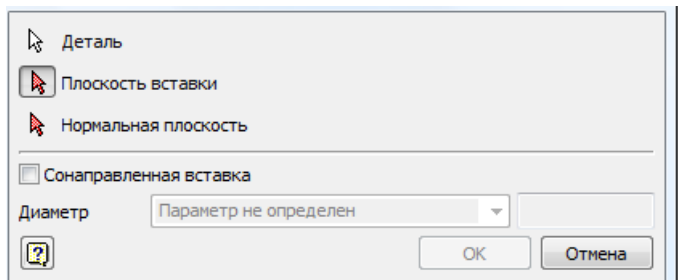 Деталь
Плоскость вставки
Нормальная плоскость
Сонаправленная вставка
Диаметр Параметр не определен
? OK Отмена